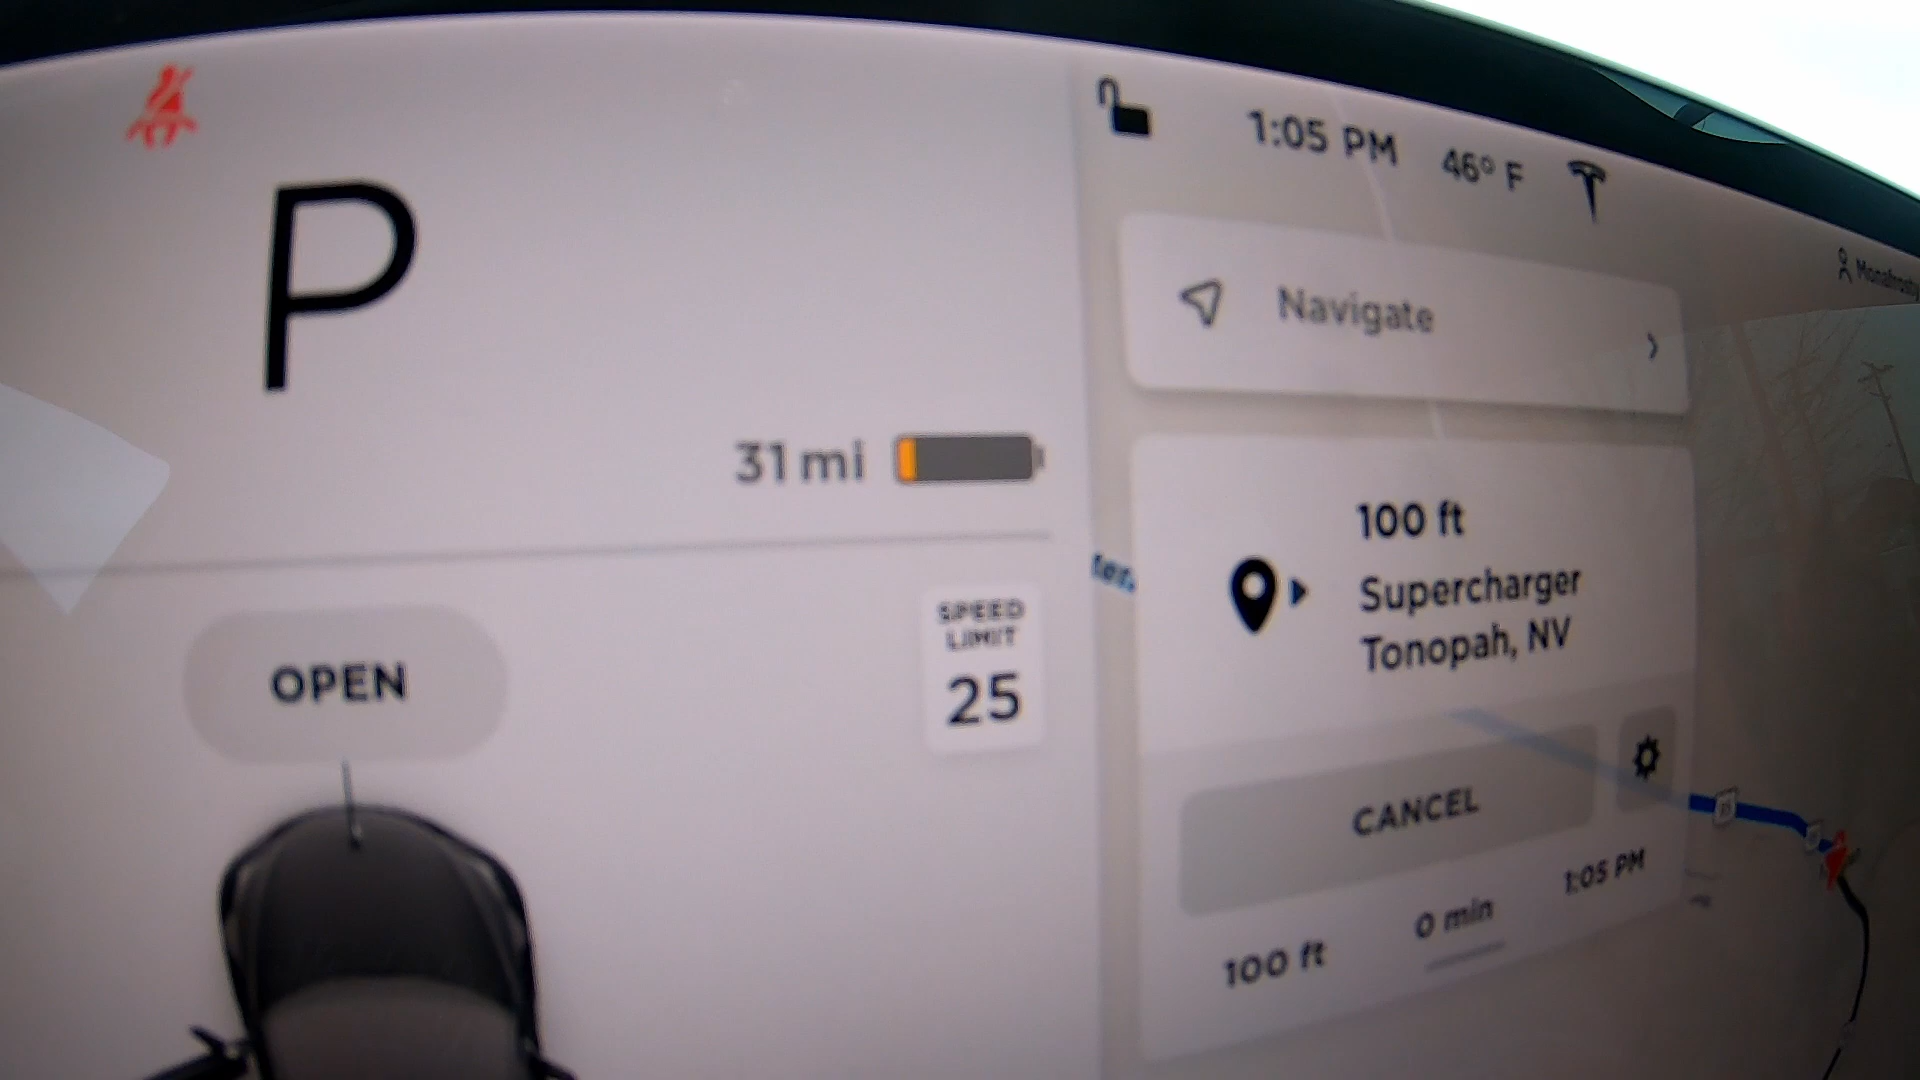 P
31 mi
OPEN
SPEED
LIMIT
25
1:05 PM 46° F
Navigate
100 ft
Supercharger
Tonopah, NV
CANCEL
100 ft 0 min 1:05 PM